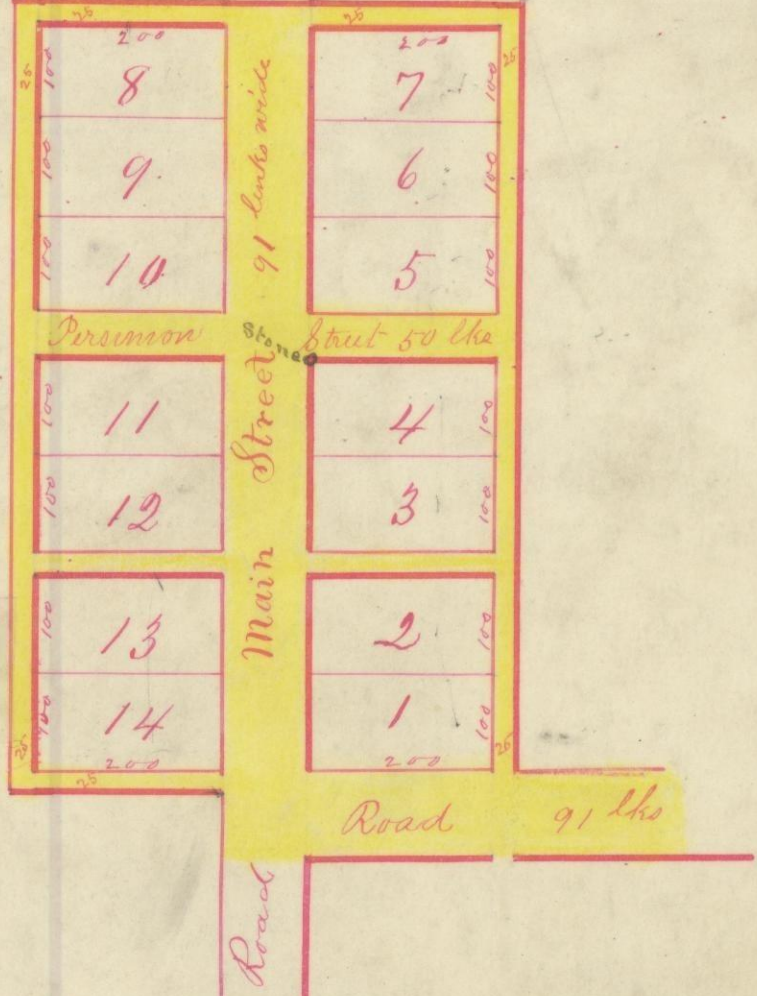 25 25
200 200
25 100 8 7 100 25
100 9 6 100
100 10 5 100
91 links wide
Persimon Street 50 lks
Stone
100 11 4 100
100 12 3 100
Main Street
100 13 2 100
100 14 1 100
25 200 200 25
25
Road 91 lks
Road